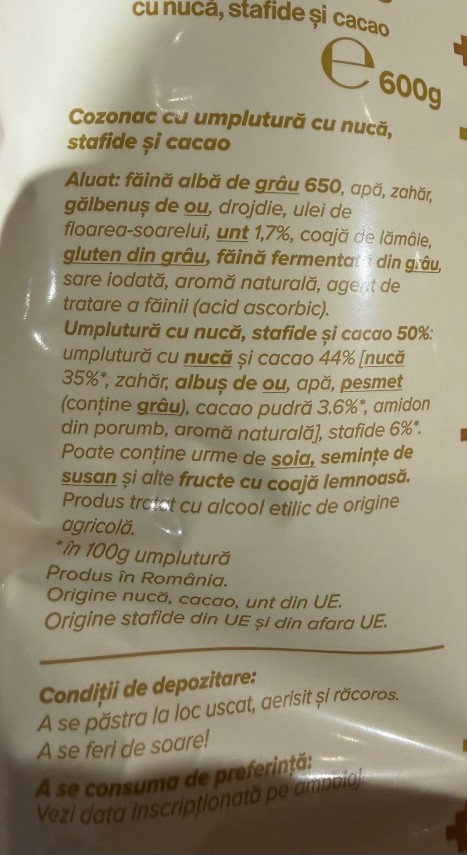 cu nucă, stafide și cacao
e 600g
Cozonac cu umplutură cu nucă,
stafide și cacao
Aluat: făină albă de grâu 650, apă, zahăr,
gălbenuș de ou, drojdie, ulei de
floarea-soarelui, unt 1,7%, coajă de lămâie,
gluten din grâu, făină fermentată din grâu,
sare iodată, aromă naturală, agent de
tratare a făinii (acid ascorbic).
Umplutură cu nucă, stafide și cacao 50%:
umplutură cu nucă și cacao 44% [nucă
35%*, zahăr, albuș de ou, apă, pesmet
(conține grâu), cacao pudră 3.6%*, amidon
din porumb, aromă naturală], stafide 6%*.
Poate conține urme de soia, semințe de
susan și alte fructe cu coajă lemnoasă.
Produs tratat cu alcool etilic de origine
agricolă.
*în 100g umplutură
Produs în România.
Origine nucă, cacao, unt din UE.
Origine stafide din UE și din afara UE.
Condiții de depozitare:
A se păstra la loc uscat, aerisit și răcoros.
A se feri de soare!
A se consuma de preferință:
Vezi data inscripționată pe ambalaj